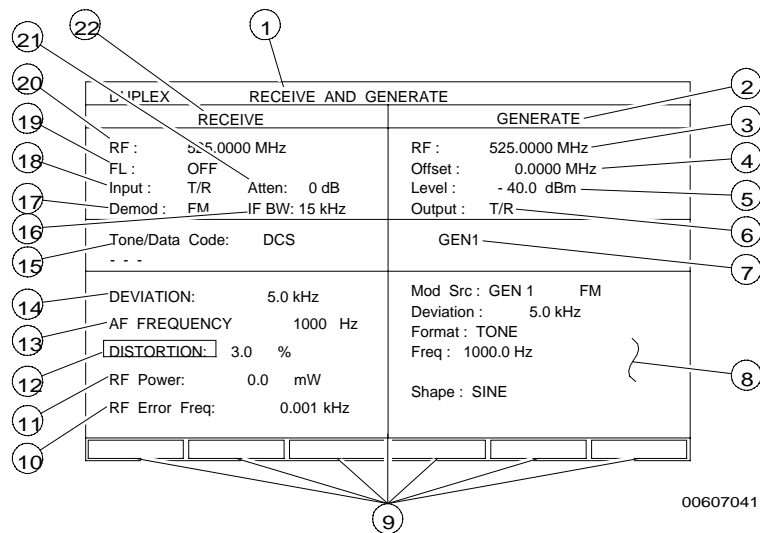 22
21
1
DUPLEX RECEIVE AND GENERATE
20
2
RECEIVE GENERATE
19
3
RF : 525.0000 MHz RF : 525.0000 MHz
18
4
FL : OFF Offset : 0.0000 MHz
Input : T/R Atten: 0 dB Level : - 40.0 dBm
17
5
Demod : FM IF BW: 15 kHz Output : T/R
16
6
Tone/Data Code: DCS GEN1
15
7
- - -
14
DEVIATION: 5.0 kHz Mod Src : GEN 1 FM
Deviation : 5.0 kHz
13
AF FREQUENCY 1000 Hz Format : TONE
12
DISTORTION: 3.0 % Freq : 1000.0 Hz
8
11
RF Power: 0.0 mW
Shape : SINE
RF Error Freq: 0.001 kHz
10
9
00607041